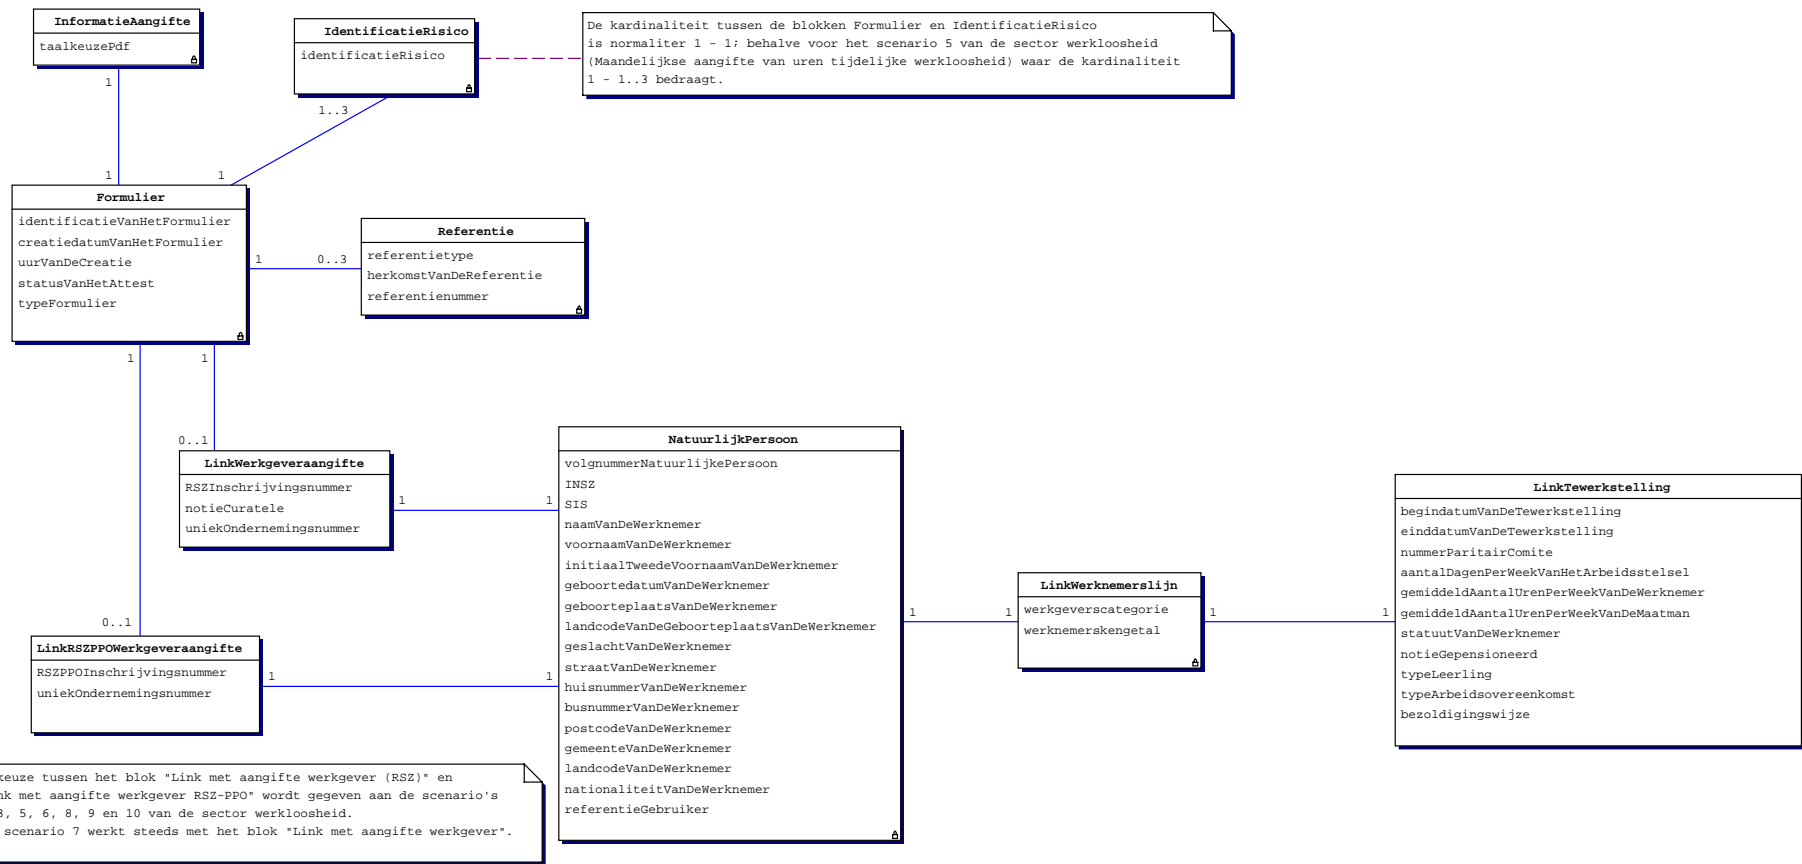 InformatieAangifte
taalkeuzePdf
IdentificatieRisico
identificatieRisico
De kardinaliteit tussen de blokken Formulier en IdentificatieRisico
is normaliter 1 - 1; behalve voor het scenario 5 van de sector werkloosheid
(Maandelijkse aangifte van uren tijdelijke werkloosheid) waar de kardinaliteit
1 - 1..3 bedraagt.
1
1..3
1
1
Formulier
identificatieVanHetFormulier
creatiedatumVanHetFormulier
uurVanDeCreatie
statusVanHetAttest
typeFormulier
1
0..3
Referentie
referentietype
herkomstVanDeReferentie
referentienummer
1
1
0..1
LinkWerkgeveraangifte
RSZInschrijvingsnummer
notieCuratele
uniekOndernemingsnummer
1
1
0..1
LinkRSZPPOWerkgeveraangifte
RSZPPOInschrijvingsnummer
uniekOndernemingsnummer
1
1
NatuurlijkPersoon
volgnummerNatuurlijkePersoon
INSZ
SIS
naamVanDeWerknemer
voornaamVanDeWerknemer
initiaalTweedeVoornaamVanDeWerknemer
geboortedatumVanDeWerknemer
geboorteplaatsVanDeWerknemer
landcodeVanDeGeboorteplaatsVanDeWerknemer
geslachtVanDeWerknemer
straatVanDeWerknemer
huisnummerVanDeWerknemer
busnummerVanDeWerknemer
postcodeVanDeWerknemer
gemeenteVanDeWerknemer
landcodeVanDeWerknemer
nationaliteitVanDeWerknemer
referentieGebruiker
1
1
LinkWerknemerslijn
werkgeverscategorie
werknemerskengetal
1
1
LinkTewerkstelling
begindatumVanDeTewerkstelling
einddatumVanDeTewerkstelling
nummerParitairComite
aantalDagenPerWeekVanHetArbeidsstelsel
gemiddeldAantalUrenPerWeekVanDeWerknemer
gemiddeldAantalUrenPerWeekVanDeMaatman
statuutVanDeWerknemer
notieGepensioneerd
typeLeerling
typeArbeidsovereenkomst
bezoldigingswijze
keuze tussen het blok "Link met aangifte werkgever (RSZ)" en
nk met aangifte werkgever RSZ-PPO" wordt gegeven aan de scenario's
3, 5, 6, 8, 9 en 10 van de sector werkloosheid.
scenario 7 werkt steeds met het blok "Link met aangifte werkgever".